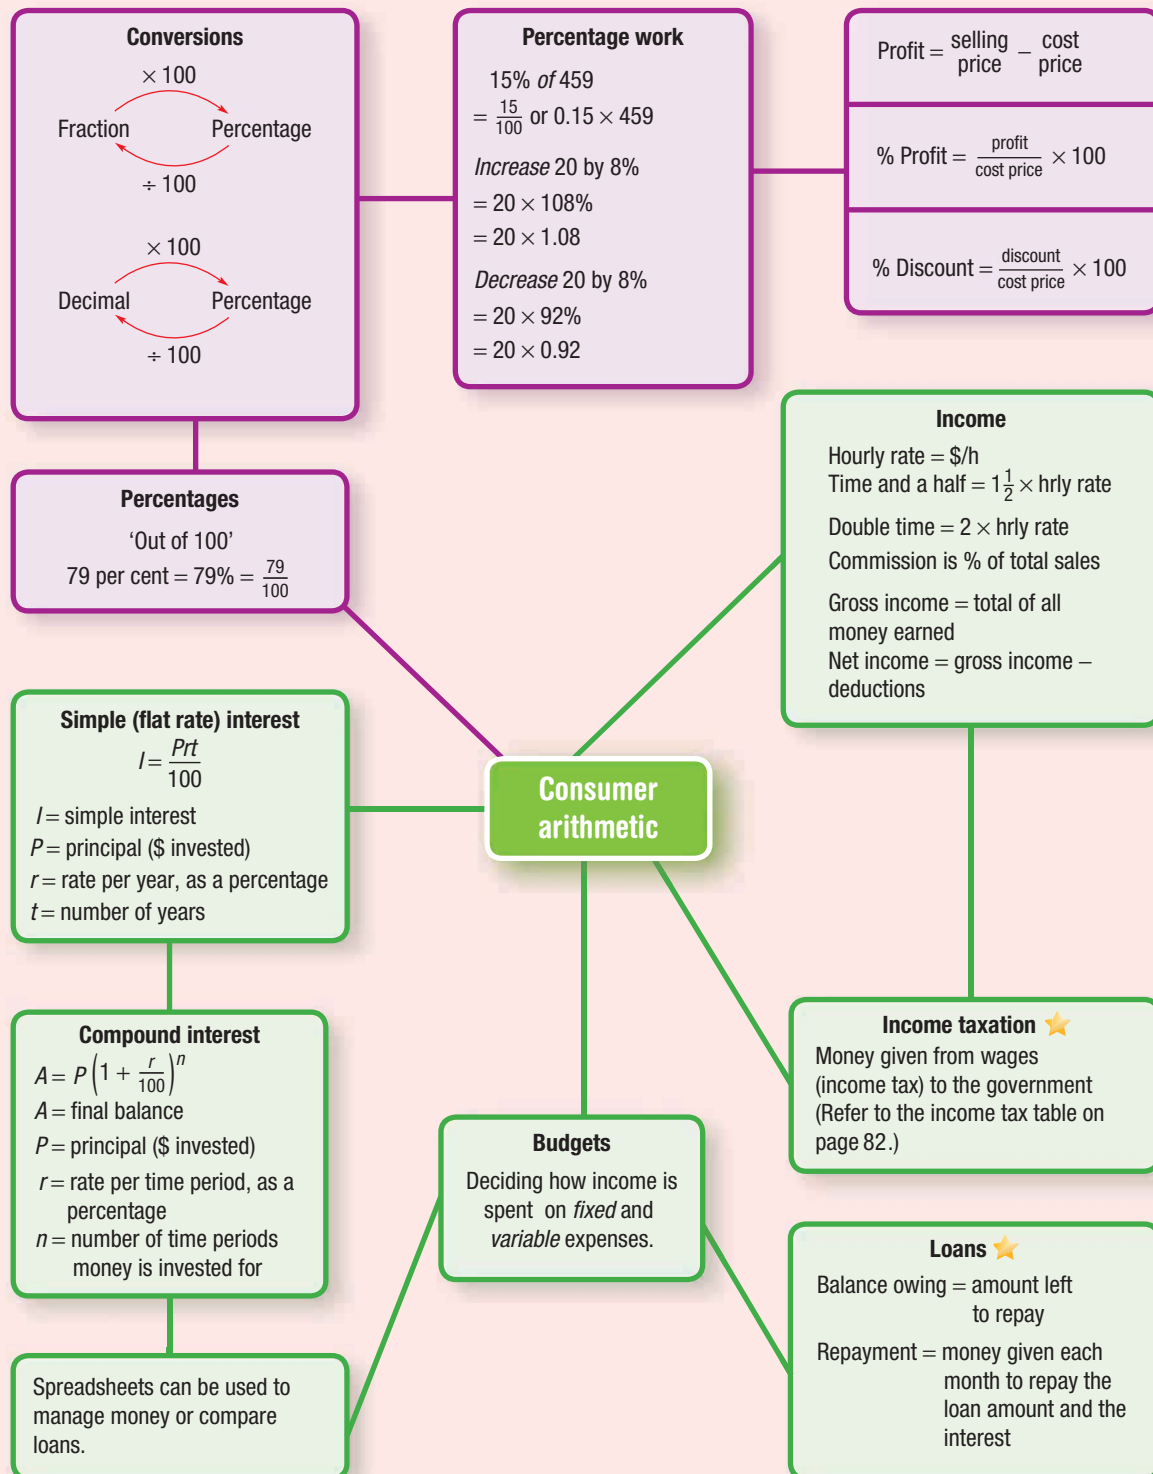 Conversions
× 100
Fraction Percentage
÷ 100
× 100
Decimal Percentage
÷ 100
Percentage work
15% of 459
= 15/100 or 0.15 × 459
Increase 20 by 8%
= 20 × 108%
= 20 × 1.08
Decrease 20 by 8%
= 20 × 92%
= 20 × 0.92
Profit = selling price − cost price
% Profit = profit/cost price × 100
% Discount = discount/cost price × 100
Percentages
'Out of 100'
79 per cent = 79% = 79/100
Income
Hourly rate = $/h
Time and a half = 1 1/2 × hrly rate
Double time = 2 × hrly rate
Commission is % of total sales
Gross income = total of all
money earned
Net income = gross income –
deductions
Simple (flat rate) interest
I = Prt/100
I = simple interest
P = principal ($ invested)
r = rate per year, as a percentage
t = number of years
Consumer
arithmetic
Compound interest
A = P (1 + r/100)^n
A = final balance
P = principal ($ invested)
r = rate per time period, as a
percentage
n = number of time periods
money is invested for
Budgets
Deciding how income is
spent on fixed and
variable expenses.
Income taxation
Money given from wages
(income tax) to the government
(Refer to the income tax table on
page 82.)
Loans
Balance owing = amount left
to repay
Repayment = money given each
month to repay the
loan amount and the
interest
Spreadsheets can be used to
manage money or compare
loans.